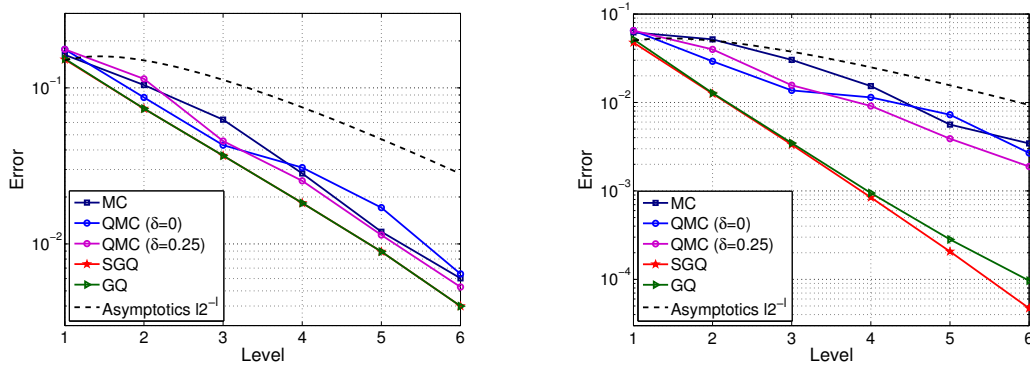 Error
10⁻¹
10⁻²
MC
QMC (δ=0)
QMC (δ=0.25)
SGQ
GQ
Asymptotics l2⁻ˡ
1 2 3 4 5 6
Level
Error
10⁻¹
10⁻²
10⁻³
10⁻⁴
MC
QMC (δ=0)
QMC (δ=0.25)
SGQ
GQ
Asymptotics l2⁻ˡ
1 2 3 4 5 6
Level